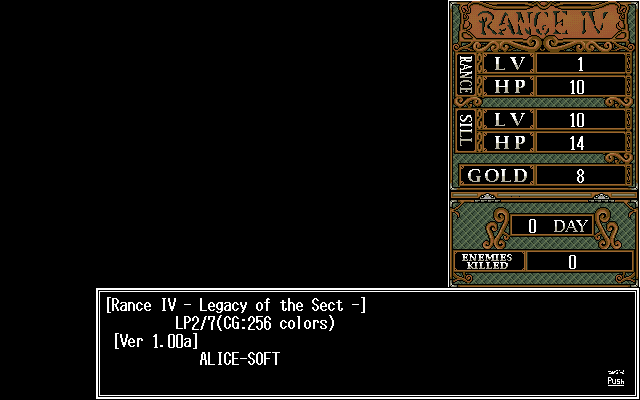 RANCE IV
RANCE
LV 1
HP 10
SILL
LV 10
HP 14
GOLD 8
0 DAY
ENEMIES KILLED 0
[Rance IV - Legacy of the Sect -]
LP2/7(CG:256 colors)
[Ver 1.00a]
ALICE-SOFT
Push